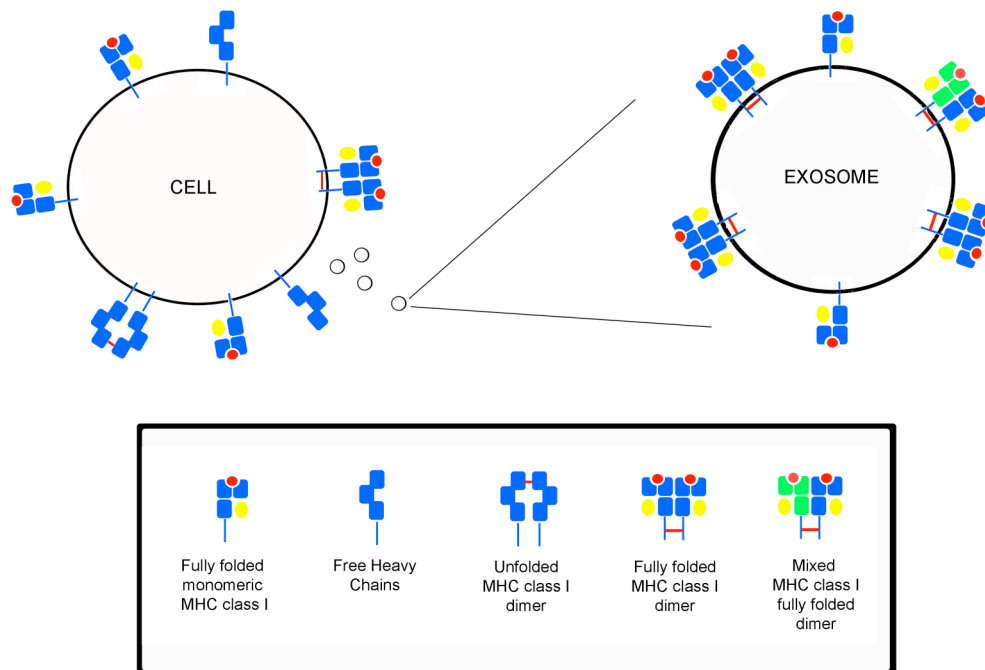 CELL
EXOSOME
Fully folded
monomeric
MHC class I
Free Heavy
Chains
Unfolded
MHC class I
dimer
Fully folded
MHC class I
dimer
Mixed
MHC class I
fully folded
dimer